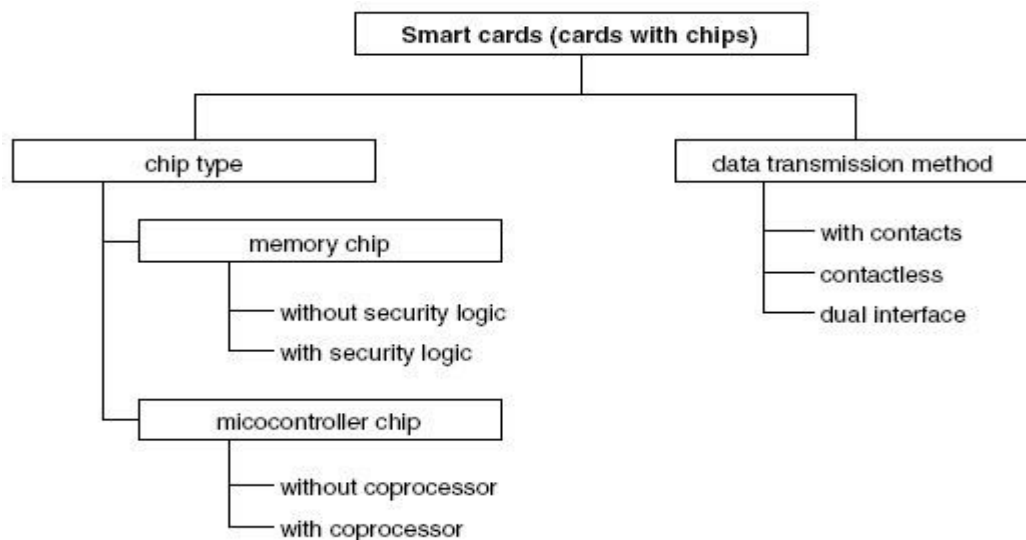 Smart cards (cards with chips)
chip type
data transmission method
memory chip
with contacts
contactless
without security logic
dual interface
with security logic
micocontroller chip
without coprocessor
with coprocessor